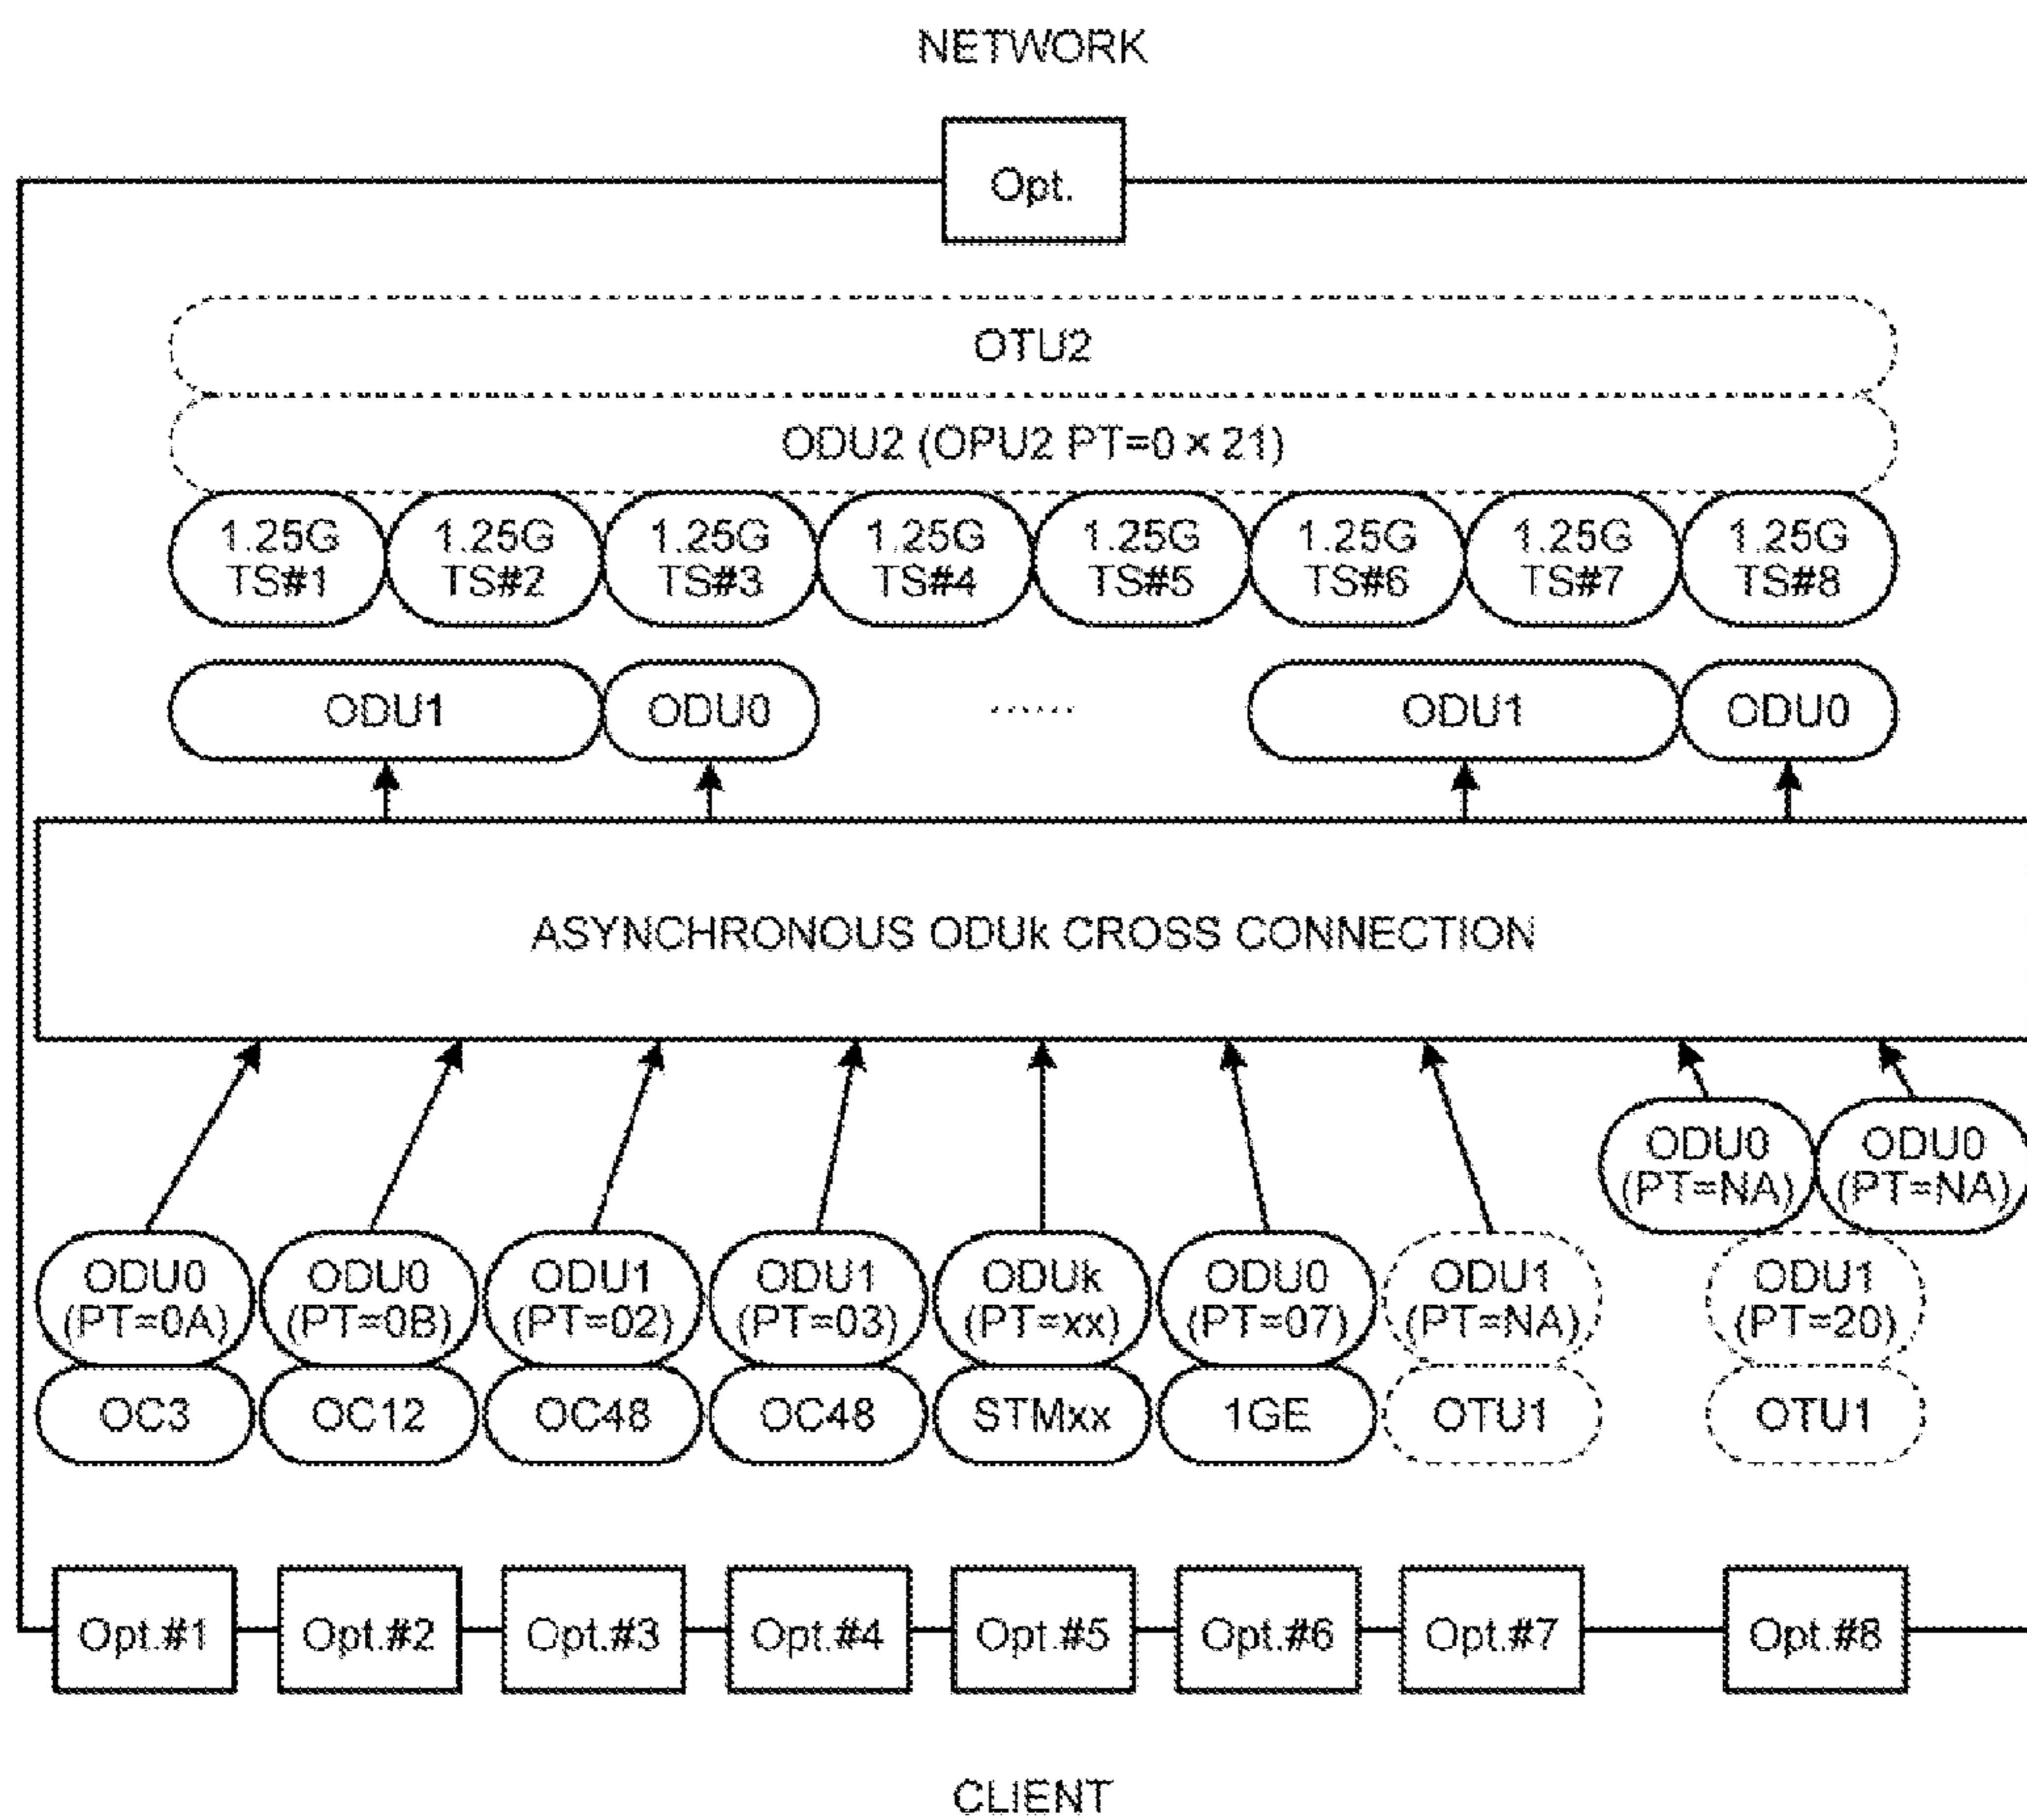 NETWORK
Opt.
OTU2
ODU2 (OPU2 PT=0 × 21)
1.25G TS#1
1.25G TS#2
1.25G TS#3
1.25G TS#4
1.25G TS#5
1.25G TS#6
1.25G TS#7
1.25G TS#8
ODU1
ODU0
......
ODU1
ODU0
ASYNCHRONOUS ODUk CROSS CONNECTION
ODU0 (PT=NA)
ODU0 (PT=NA)
ODU0 (PT=0A)
ODU0 (PT=0B)
ODU1 (PT=02)
ODU1 (PT=03)
ODUk (PT=xx)
ODU0 (PT=07)
ODU1 (PT=NA)
ODU1 (PT=20)
OC3
OC12
OC48
OC48
STMxx
1GE
OTU1
OTU1
Opt.#1
Opt.#2
Opt.#3
Opt.#4
Opt.#5
Opt.#6
Opt.#7
Opt.#8
CLIENT